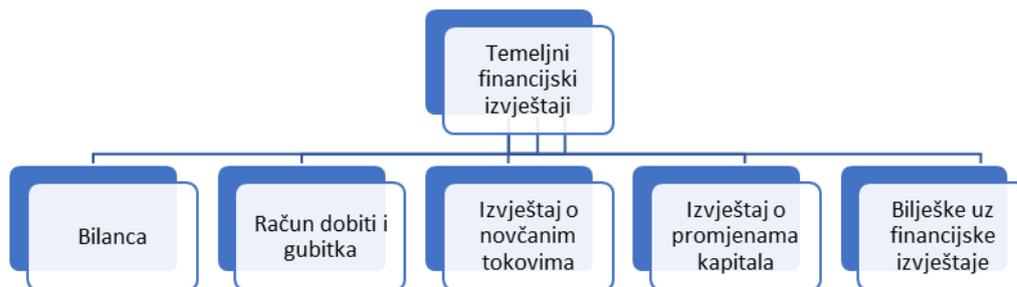 Temeljni
financijski
izvještaji
Bilanca
Račun dobiti i
gubitka
Izvještaj o
novčanim
tokovima
Izvještaj o
promjenama
kapitala
Bilješke uz
financijske
izvještaje